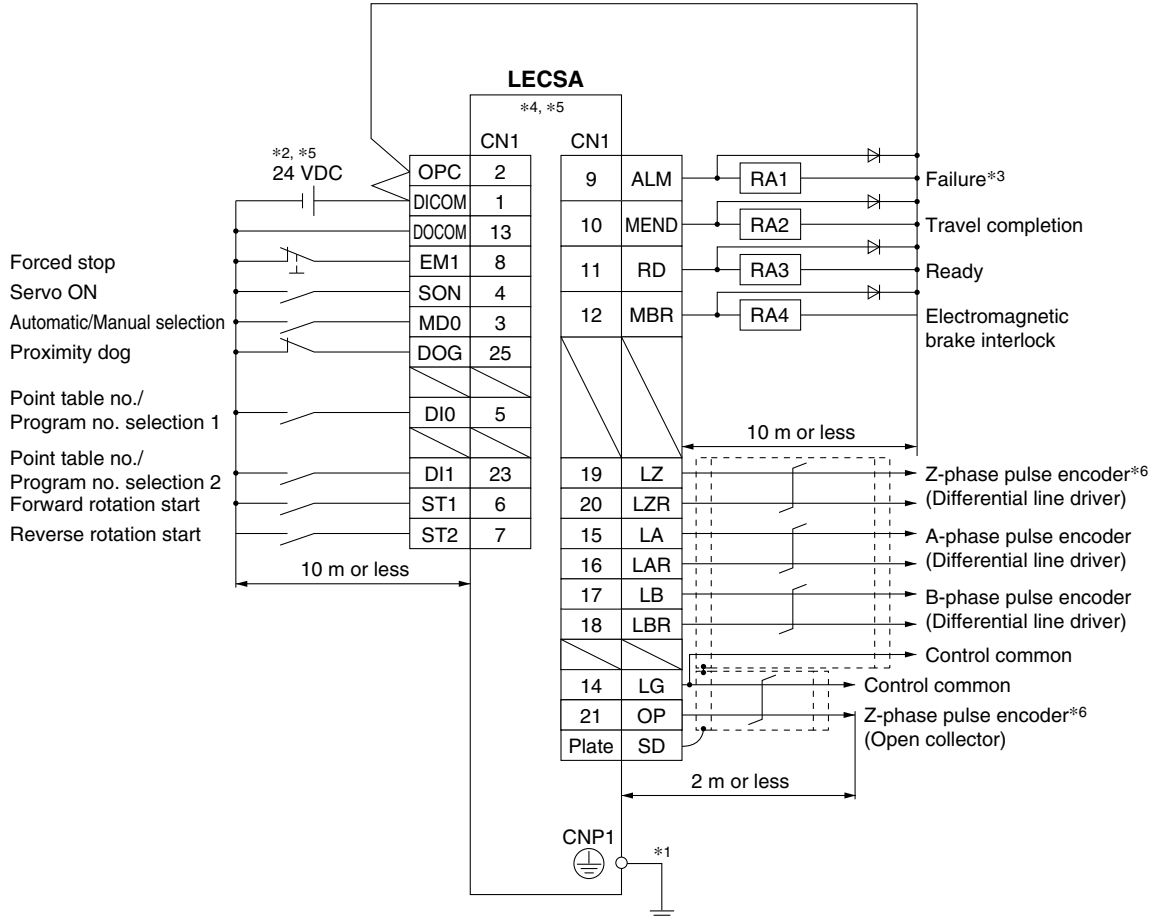 LECSA
*4, *5
CN1
CN1
*2, *5
24 VDC
OPC 2
DICOM 1
DOCOM 13
Forced stop EM1 8
Servo ON SON 4
Automatic/Manual selection MD0 3
Proximity dog DOG 25
Point table no./
Program no. selection 1 DI0 5
Point table no./
Program no. selection 2 DI1 23
Forward rotation start ST1 6
Reverse rotation start ST2 7
10 m or less
9 ALM RA1 Failure*3
10 MEND RA2 Travel completion
11 RD RA3 Ready
12 MBR RA4 Electromagnetic
brake interlock
10 m or less
19 LZ Z-phase pulse encoder*6
20 LZR (Differential line driver)
15 LA A-phase pulse encoder
16 LAR (Differential line driver)
17 LB B-phase pulse encoder
18 LBR (Differential line driver)
Control common
14 LG Control common
21 OP Z-phase pulse encoder*6
Plate SD (Open collector)
2 m or less
CNP1
*1